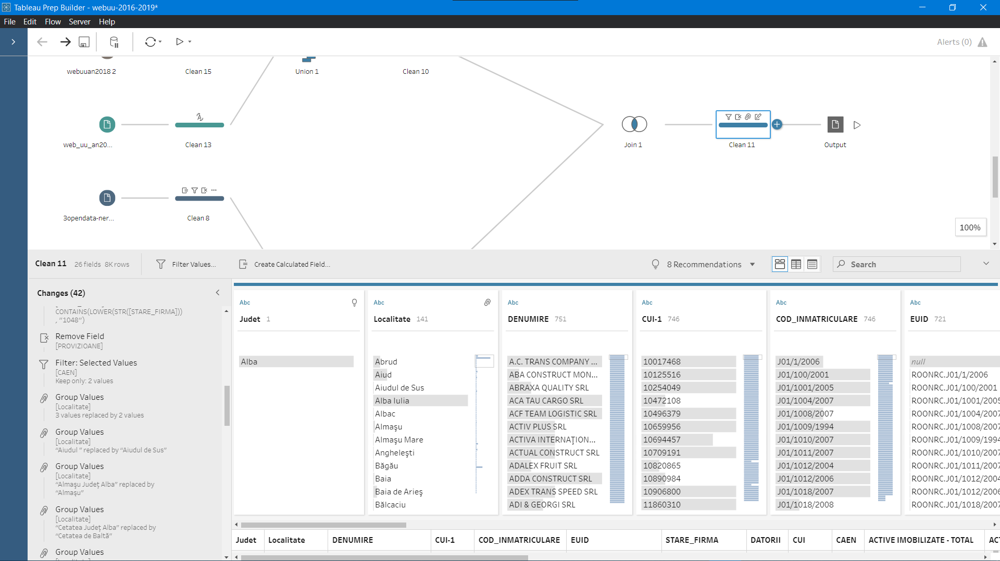 Tableau Prep Builder - webuu-2016-2019*
File Edit Flow Server Help
Alerts (0)
webuuan2018 2
Clean 15
Union 1
Clean 10
web_uu_an20...
Clean 13
Join 1
Clean 11
Output
3opendata-ner...
Clean 8
100%
Clean 11 26 fields 8K rows
Filter Values...
Create Calculated Field...
8 Recommendations
Search
Changes (42)
CONTAINS(LOWER(STR([STARE_FIRMA]))
, "1048")
Remove Field
[PROVIZIOANE]
Filter: Selected Values
[CAEN]
Keep only: 2 values
Group Values
[Localitate]
3 values replaced by 2 values
Group Values
[Localitate]
"Aiudul " replaced by "Aiudul de Sus"
Group Values
[Localitate]
"Almaşu Județ Alba" replaced by
"Almaşu"
Group Values
[Localitate]
"Cetatea Județ Alba" replaced by
"Cetatea de Baltă"
Group Values
Abc
Judet 1
Alba
Abc
Localitate 141
Abrud
Aiud
Aiudul de Sus
Alba Iulia
Albac
Almaşu
Almaşu Mare
Angheleşti
Băgău
Baia
Baia de Arieş
Bălcaciu
Abc
DENUMIRE 751
A.C. TRANS COMPANY ...
ABA CONSTRUCT MON...
ABRAXA QUALITY SRL
ACA TAU CARGO SRL
ACF TEAM LOGISTIC SRL
ACTIV PLUS SRL
ACTIVA INTERNAŢION...
ACTUAL CONSTRUCT SRL
ADALEX FRUIT SRL
ADDA CONSTRUCT SRL
ADEX TRANS SPEED SRL
ADI & GEORGI SRL
Abc
CUI-1 746
10017468
10125516
10254049
10472108
10496379
10659956
10694457
10709191
10820865
10890984
10906800
11860310
Abc
COD_INMATRICULARE 746
J01/1/2006
J01/100/2001
J01/1001/2005
J01/1004/2007
J01/1008/2007
J01/1009/1994
J01/1010/2007
J01/1011/2007
J01/1012/2004
J01/1012/2006
J01/1018/2007
J01/1018/2008
Abc
EUID 721
null
ROONRC.J01/1/2006
ROONRC.J01/100/2001
ROONRC.J01/1001/2005
ROONRC.J01/1004/2007
ROONRC.J01/1008/2007
ROONRC.J01/1009/1994
ROONRC.J01/1010/2007
ROONRC.J01/1011/2007
ROONRC.J01/1012/2004
ROONRC.J01/1012/2006
ROONRC.J01/1018/2007
Judet Localitate DENUMIRE CUI-1 COD_INMATRICULARE EUID STARE_FIRMA DATORII CUI CAEN ACTIVE IMOBILIZATE - TOTAL